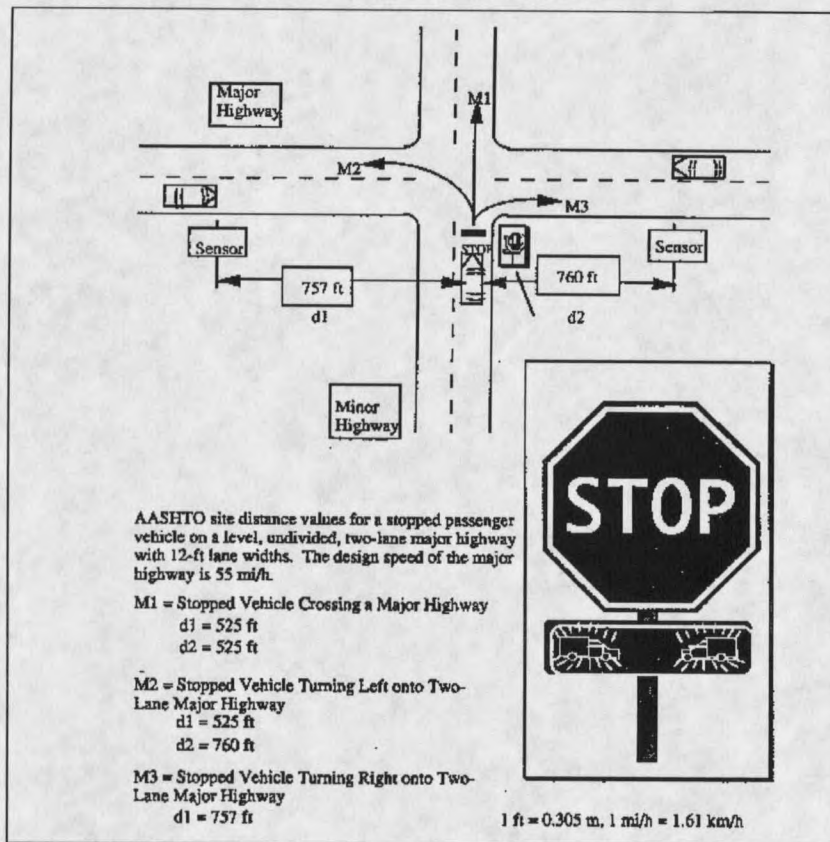 M1
Major
Highway
M2
M3
Sensor
STOP
Sensor
757 ft
760 ft
d1
d2
Minor
Highway
STOP
AASHTO site distance values for a stopped passenger
vehicle on a level, undivided, two-lane major highway
with 12-ft lane widths. The design speed of the major
highway is 55 mi/h.
M1 = Stopped Vehicle Crossing a Major Highway
d1 = 525 ft
d2 = 525 ft
M2 = Stopped Vehicle Turning Left onto Two-
Lane Major Highway
d1 = 525 ft
d2 = 760 ft
M3 = Stopped Vehicle Turning Right onto Two-
Lane Major Highway
d1 = 757 ft
1 ft = 0.305 m, 1 mi/h = 1.61 km/h